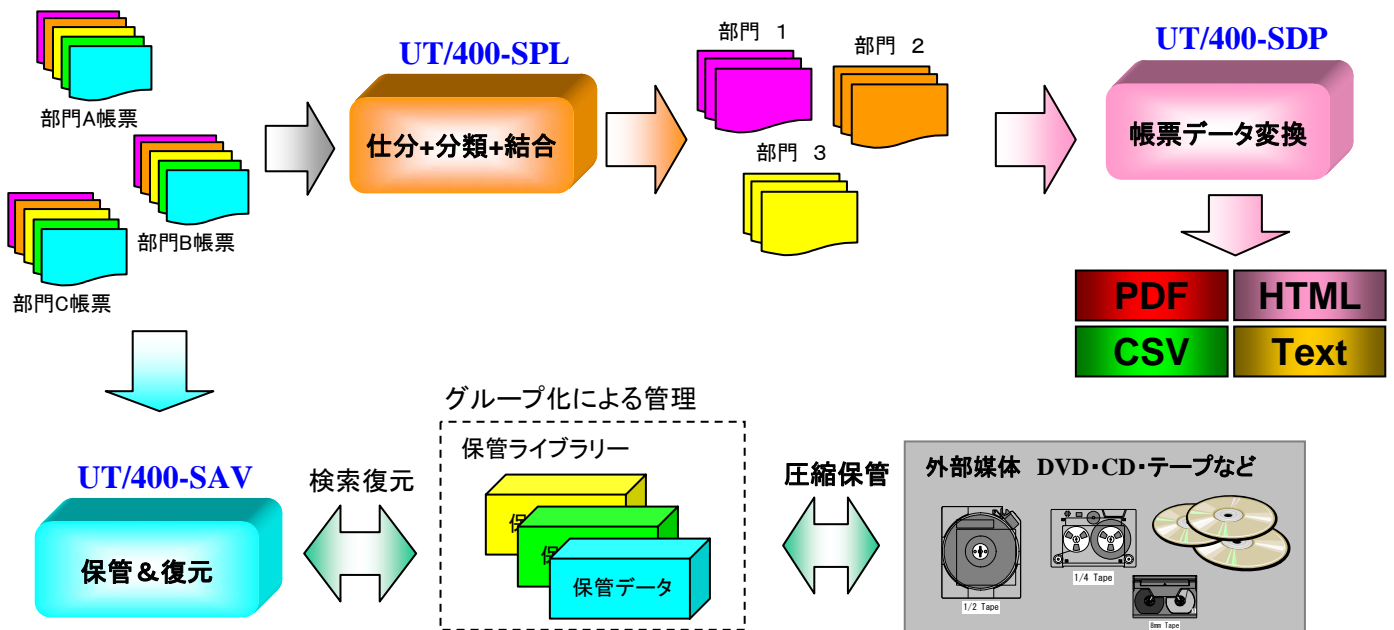 部門A帳票
部門B帳票
部門C帳票
UT/400-SPL
仕分+分類+結合
部門 1
部門 2
部門 3
UT/400-SDP
帳票データ変換
PDF
HTML
CSV
Text
UT/400-SAV
保管＆復元
検索復元
グループ化による管理
保管ライブラリー
保
保
保管データ
圧縮保管
外部媒体 DVD・CD・テープなど
1/2 Tape
1/4 Tape
8mm Tape